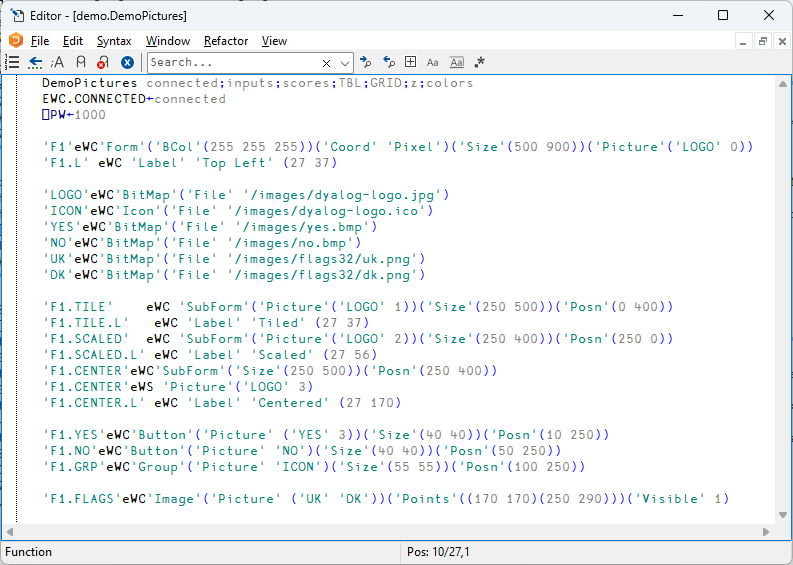 Editor - [demo.DemoPictures]
File Edit Syntax Window Refactor View
Search...
DemoPictures connected;inputs;scores;TBL;GRID;z;colors
EWC.CONNECTED←connected
⎕PW←1000
'F1'eWC'Form'('BCol'(255 255 255))('Coord' 'Pixel')('Size'(500 900))('Picture'('LOGO' 0))
'F1.L' eWC 'Label' 'Top Left' (27 37)
'LOGO'eWC'BitMap'('File' '/images/dyalog-logo.jpg')
'ICON'eWC'Icon'('File' '/images/dyalog-logo.ico')
'YES'eWC'BitMap'('File' '/images/yes.bmp')
'NO'eWC'BitMap'('File' '/images/no.bmp')
'UK'eWC'BitMap'('File' '/images/flags32/uk.png')
'DK'eWC'BitMap'('File' '/images/flags32/dk.png')
'F1.TILE'    eWC 'SubForm'('Picture'('LOGO' 1))('Size'(250 500))('Posn'(0 400))
'F1.TILE.L'   eWC 'Label' 'Tiled' (27 37)
'F1.SCALED'  eWC 'SubForm'('Picture'('LOGO' 2))('Size'(250 400))('Posn'(250 0))
'F1.SCALED.L' eWC 'Label' 'Scaled' (27 56)
'F1.CENTER'eWC'SubForm'('Size'(250 500))('Posn'(250 400))
'F1.CENTER'eWS 'Picture'('LOGO' 3)
'F1.CENTER.L' eWC 'Label' 'Centered' (27 170)
'F1.YES'eWC'Button'('Picture' ('YES' 3))('Size'(40 40))('Posn'(10 250))
'F1.NO'eWC'Button'('Picture' 'NO')('Size'(40 40))('Posn'(50 250))
'F1.GRP'eWC'Group'('Picture' 'ICON')('Size'(55 55))('Posn'(100 250))
'F1.FLAGS'eWC'Image'('Picture' ('UK' 'DK'))('Points'((170 170)(250 290)))('Visible' 1)
Function Pos: 10/27,1